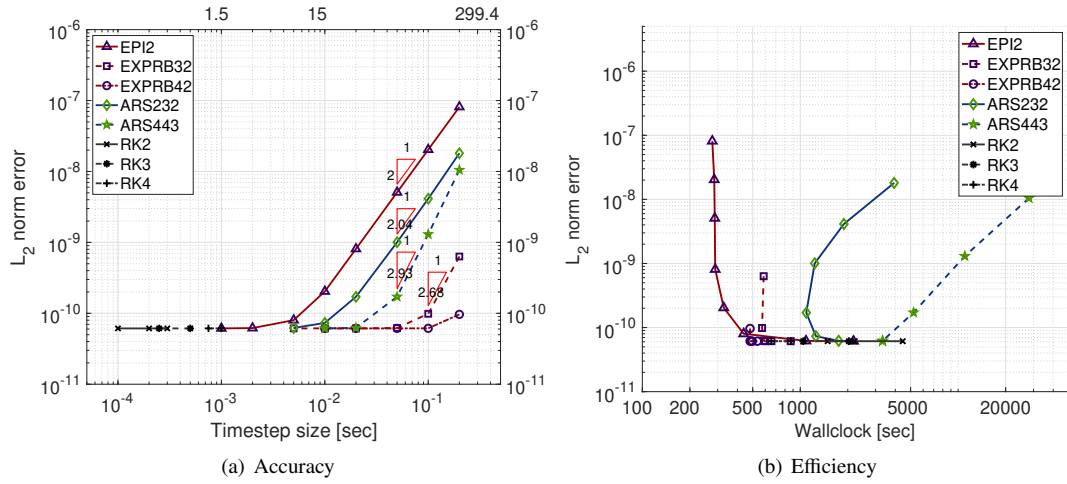 1.5 15 299.4
10^-6 10^-6
EPI2
EXPRB32
EXPRB42
ARS232
ARS443
RK2
RK3
RK4
10^-7 10^-7
10^-8 10^-8
10^-9 10^-9
10^-10 10^-10
10^-11 10^-11
L_2 norm error
1
2
1
2.04
1
2.93
1
2.68
10^-4 10^-3 10^-2 10^-1
Timestep size [sec]
(a) Accuracy
EPI2
EXPRB32
EXPRB42
ARS232
ARS443
RK2
RK3
RK4
10^-5
10^-6
10^-7
10^-8
10^-9
10^-10
10^-11
L_2 norm error
100 200 500 1000 5000 20000
Wallclock [sec]
(b) Efficiency